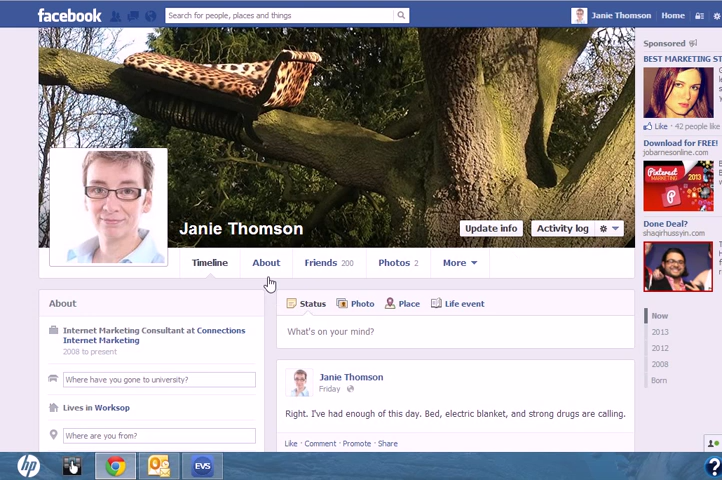 facebook
Search for people, places and things
Janie Thomson
Home
Sponsored
BEST MARKETING ST
Like · 42 people like
Download for FREE!
jobarnesonline.com
Pinterest
MARKETING 2013
Done Deal?
shaqirhussyin.com
Janie Thomson
Update info
Activity log
Timeline
About
Friends 200
Photos 2
More
About
Internet Marketing Consultant at Connections
Internet Marketing
2008 to present
Where have you gone to university?
Lives in Worksop
Where are you from?
Status
Photo
Place
Life event
What's on your mind?
Janie Thomson
Friday
Right. I've had enough of this day. Bed, electric blanket, and strong drugs are calling.
Like · Comment · Promote · Share
Now
2013
2012
2008
Born
hp
EVS
?